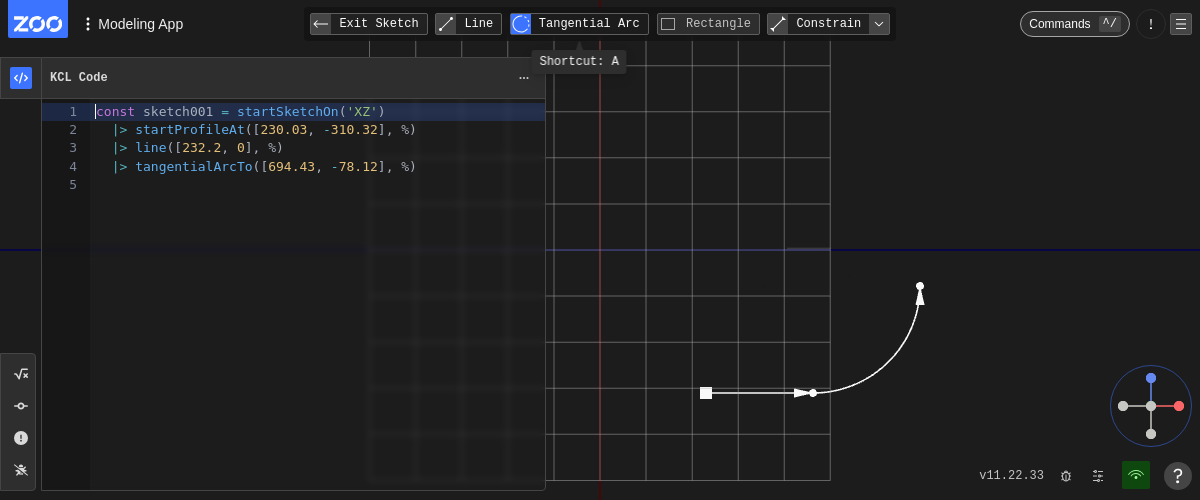 ZOO Modeling App
Exit Sketch Line Tangential Arc Rectangle Constrain
Commands ^/ !
Shortcut: A
KCL Code ...
1 const sketch001 = startSketchOn('XZ')
2 |> startProfileAt([230.03, -310.32], %)
3 |> line([232.2, 0], %)
4 |> tangentialArcTo([694.43, -78.12], %)
5
v11.22.33 ?